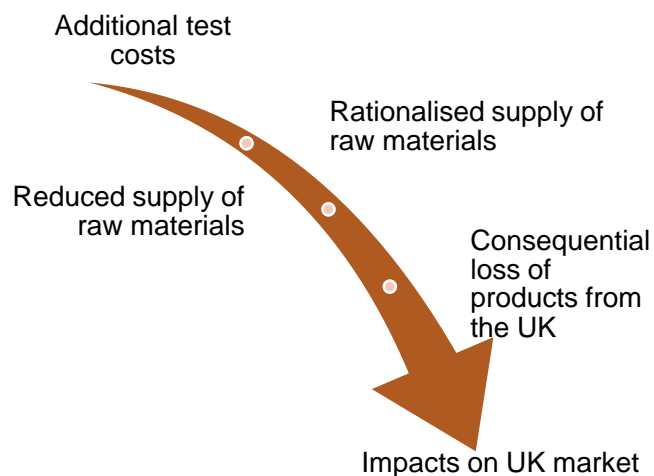 Additional test
costs
Rationalised supply of
raw materials
Reduced supply of
raw materials
Consequential
loss of
products from
the UK
Impacts on UK market